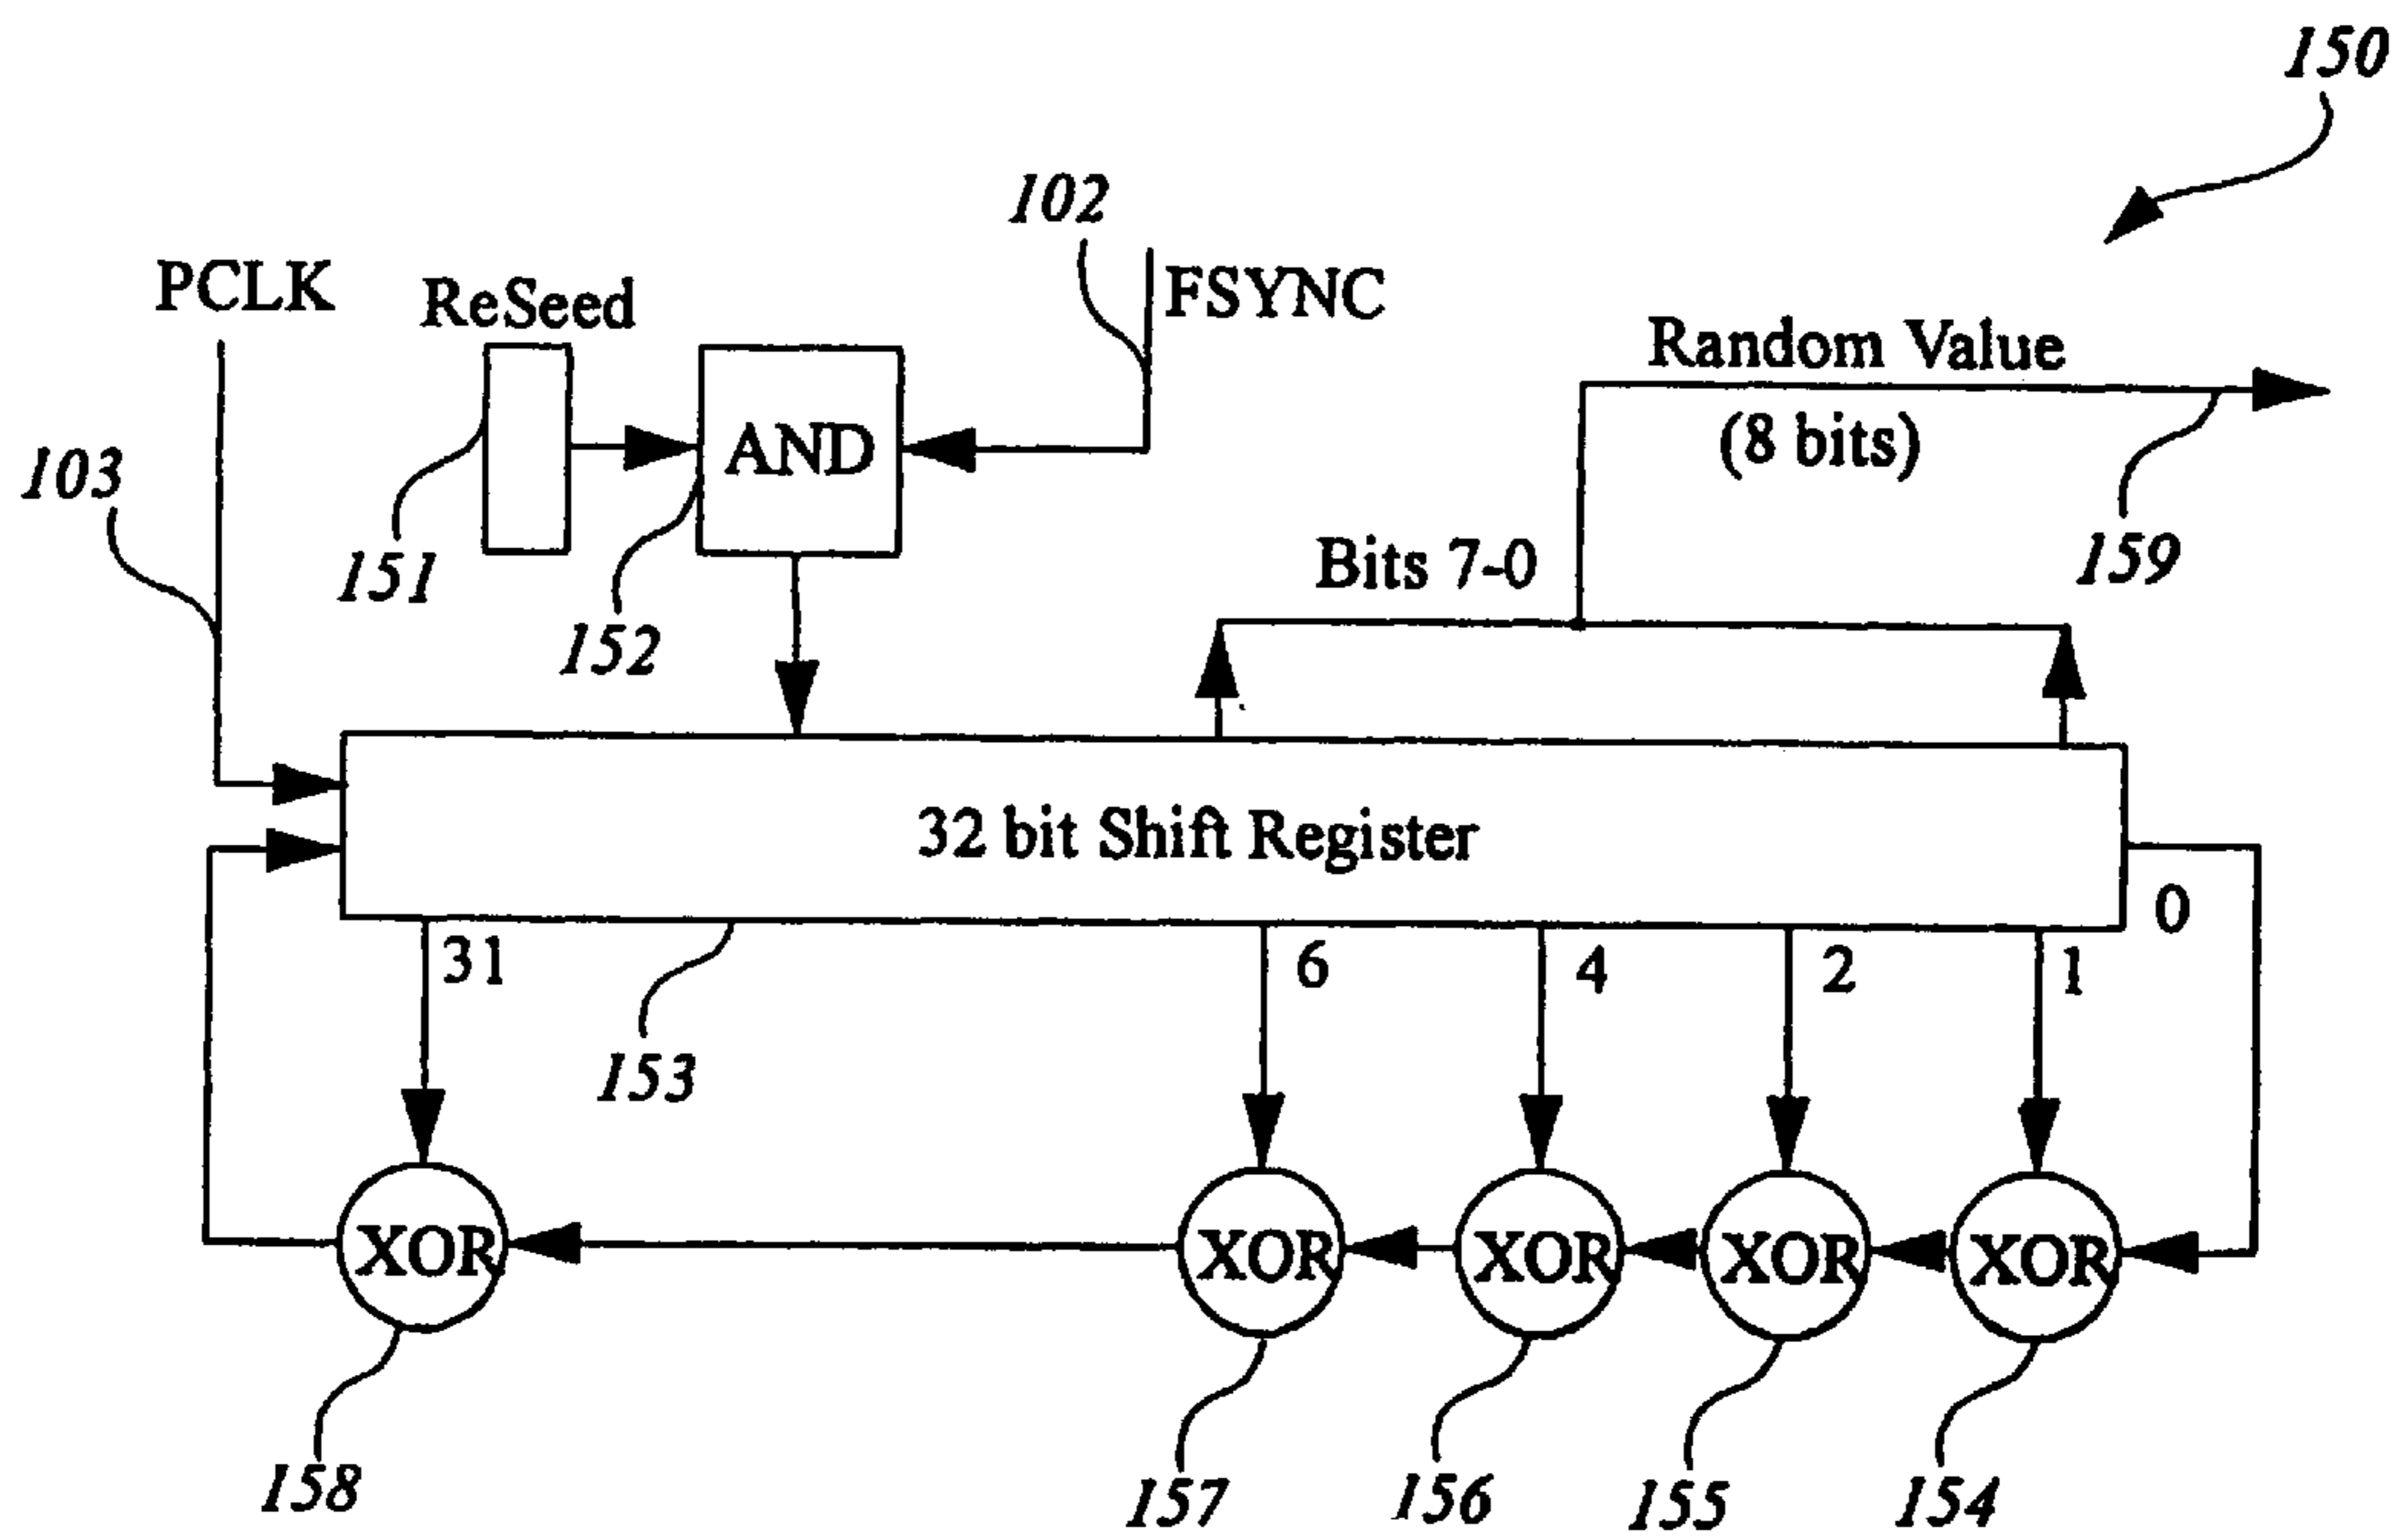 150
102
PCLK
ReSeed
FSYNC
Random Value
(8 bits)
AND
103
151
152
Bits 7-0
159
32 bit Shift Register
0
31
6
4
2
1
153
XOR
XOR
XOR
XOR
XOR
158
157
156
155
154